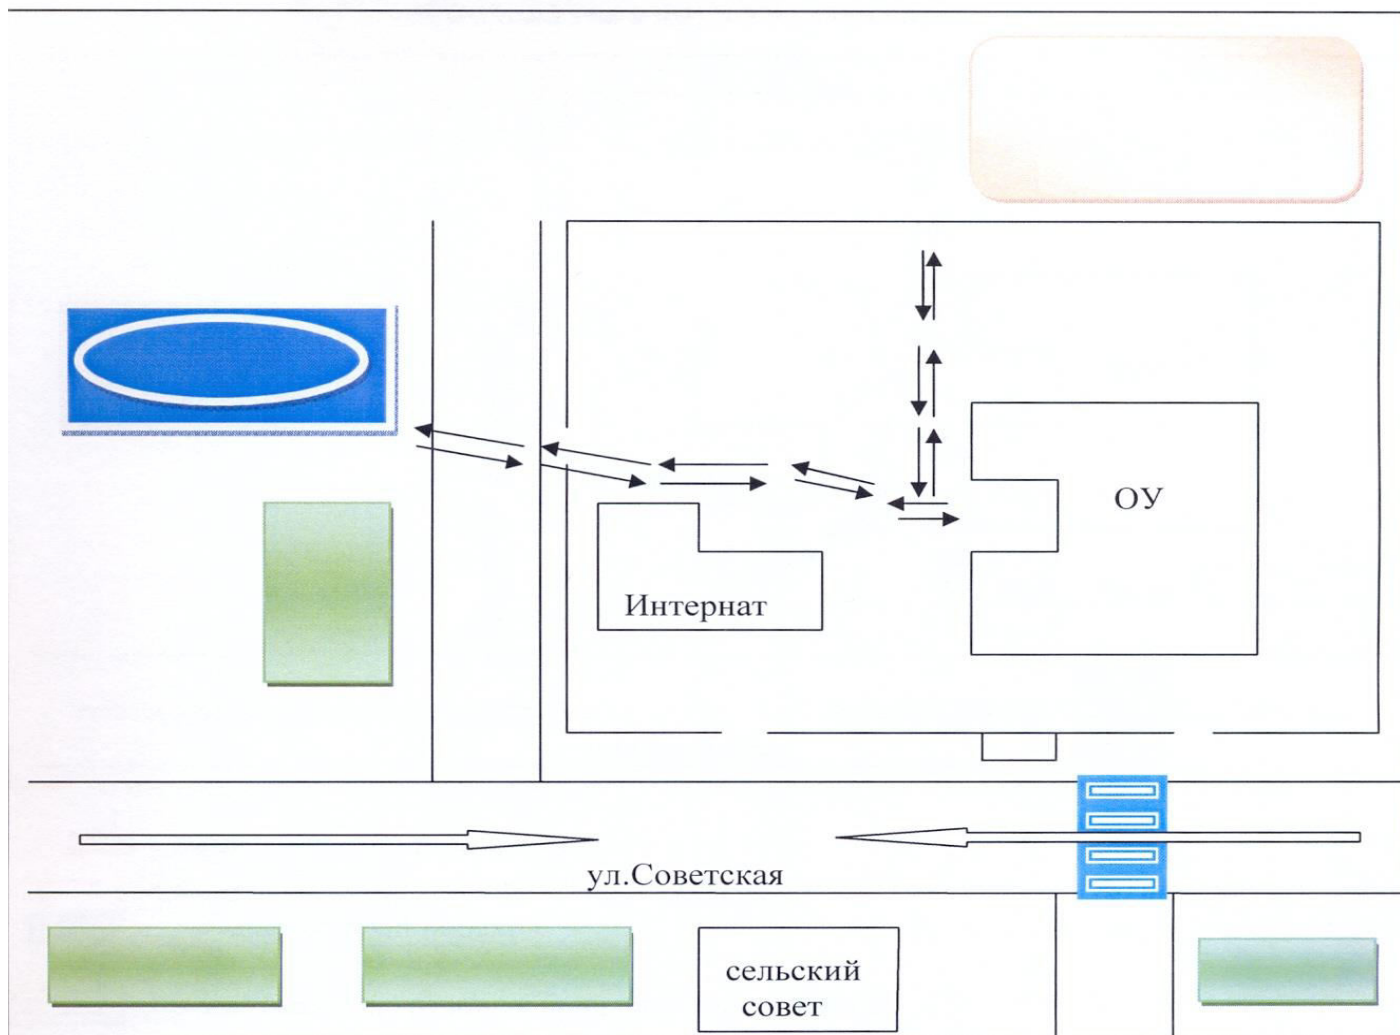 ОУ
Интернат
ул.Советская
сельский
совет